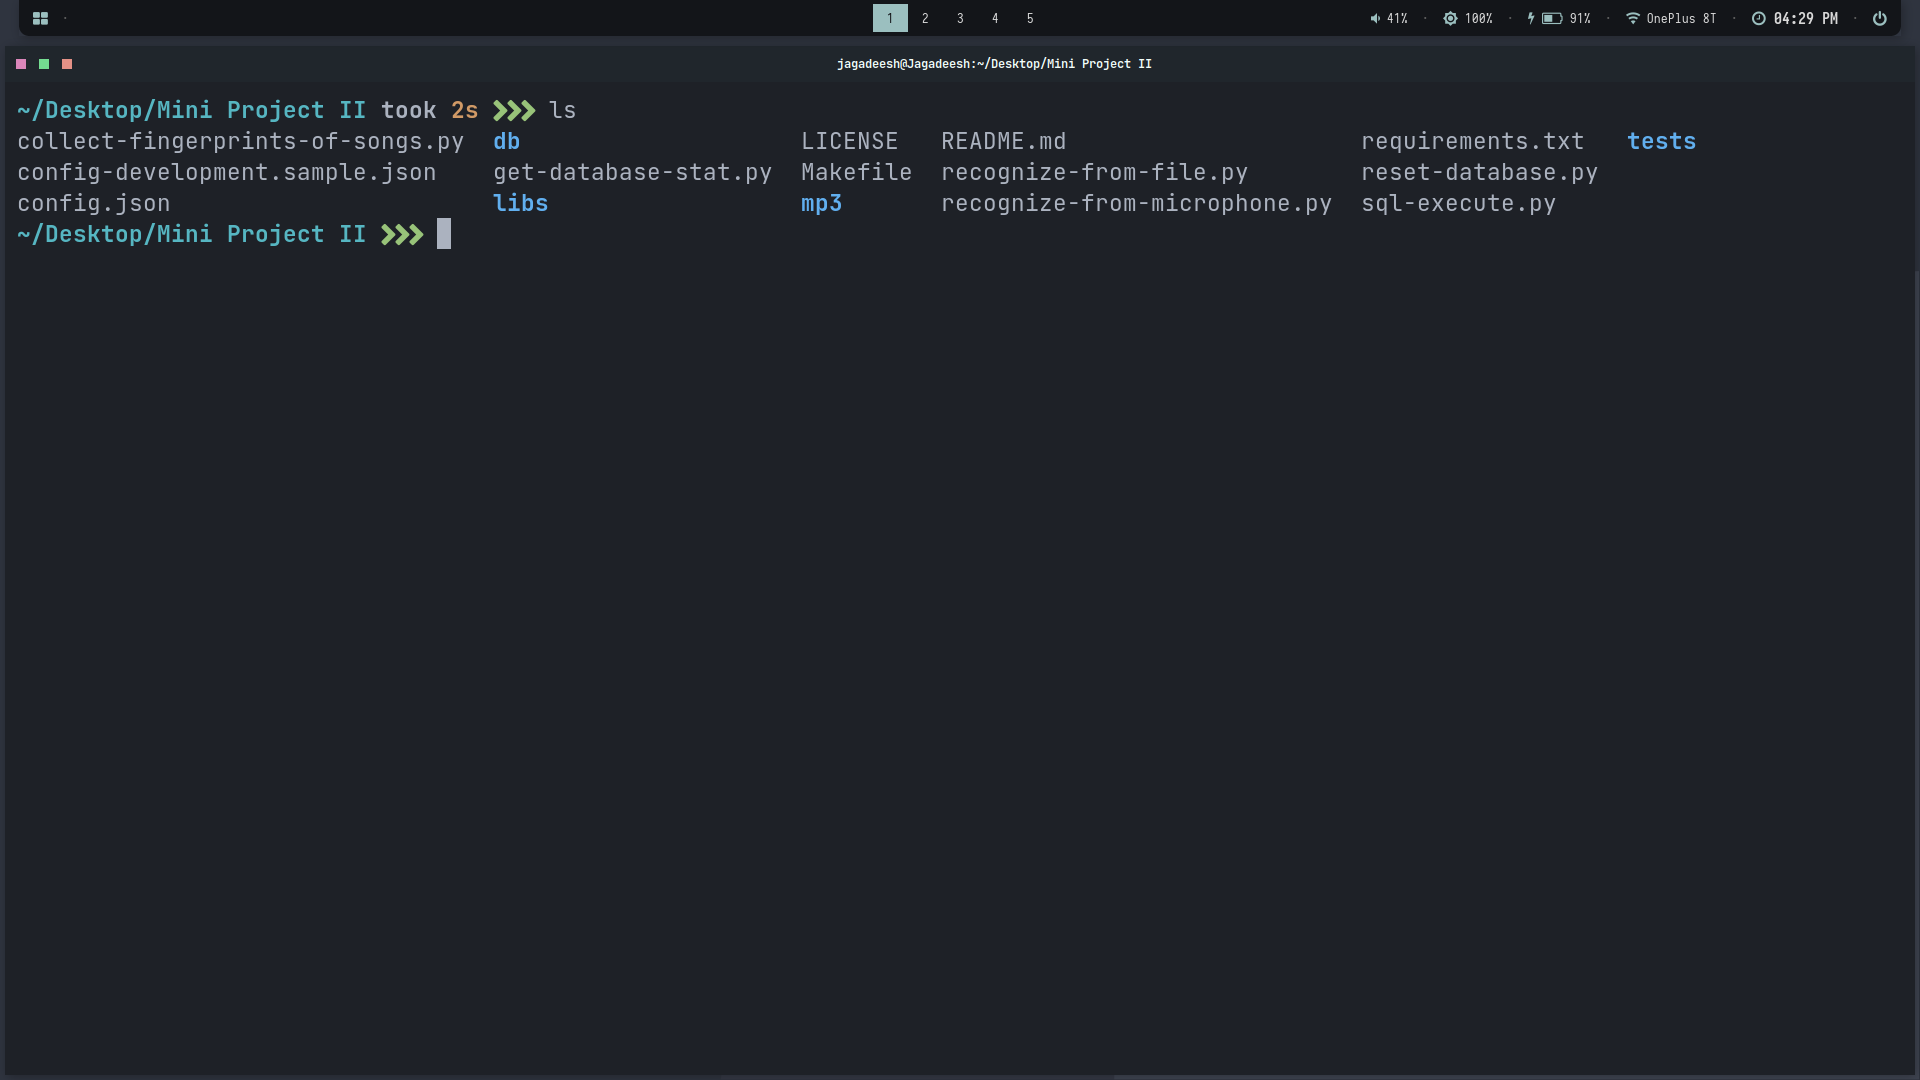 1 2 3 4 5 41% 100% 91% OnePlus 8T 04:29 PM
jagadeesh@Jagadeesh:~/Desktop/Mini Project II
~/Desktop/Mini Project II took 2s ❯❯❯ ls
collect-fingerprints-of-songs.py db LICENSE README.md requirements.txt tests
config-development.sample.json get-database-stat.py Makefile recognize-from-file.py reset-database.py
config.json libs mp3 recognize-from-microphone.py sql-execute.py
~/Desktop/Mini Project II ❯❯❯